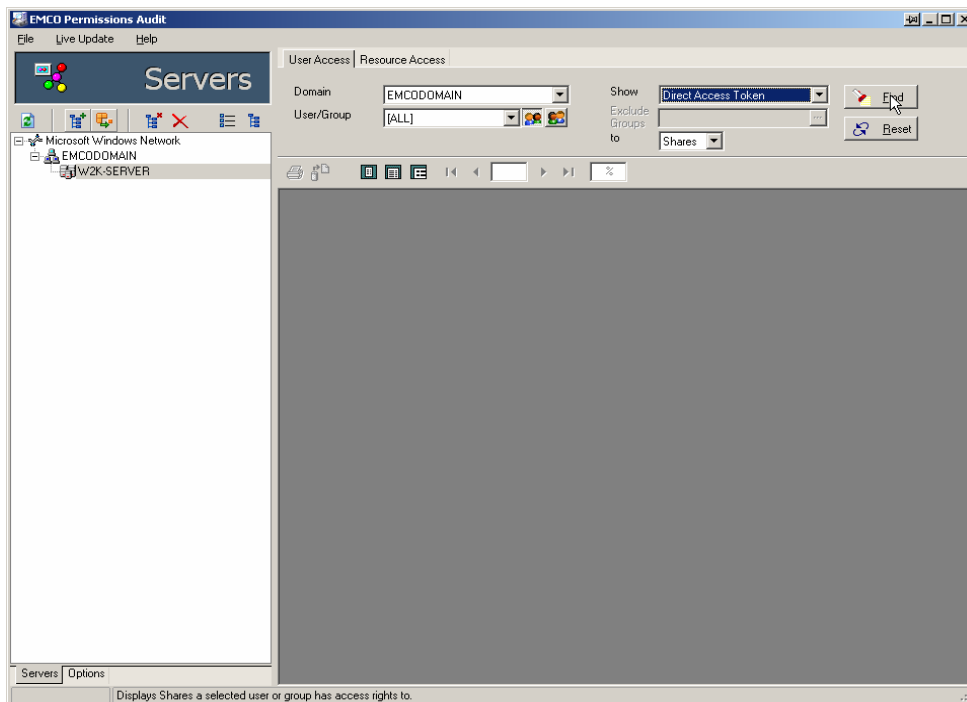 EMCO Permissions Audit
File Live Update Help
Servers
User Access Resource Access
Domain EMCODOMAIN Show Direct Access Token Find
User/Group [ALL] Exclude Groups ... Reset
to Shares
Microsoft Windows Network
EMCODOMAIN
W2K-SERVER
%
Servers Options
Displays Shares a selected user or group has access rights to.